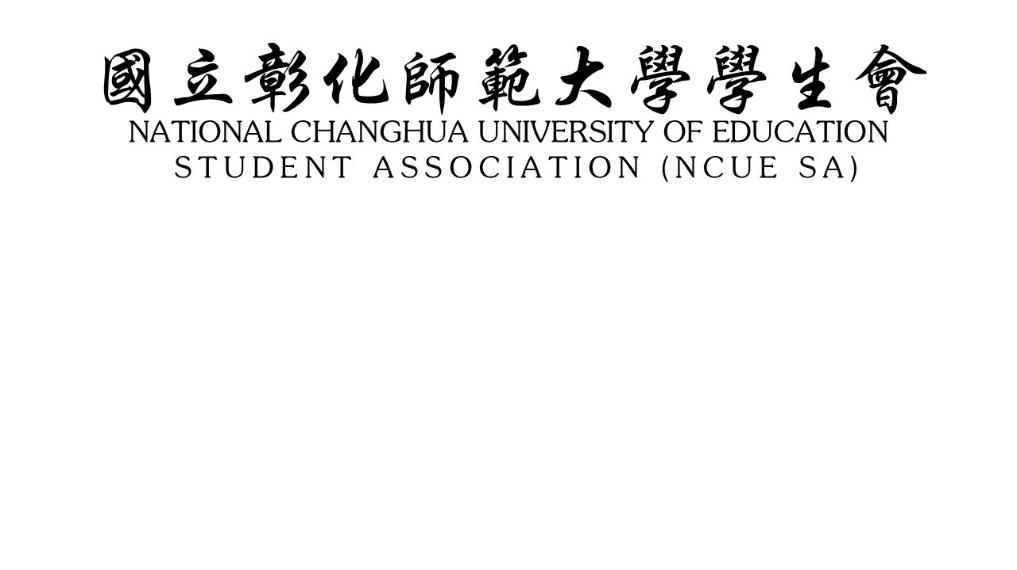 國立彰化師範大學學生會
NATIONAL CHANGHUA UNIVERSITY OF EDUCATION
STUDENT ASSOCIATION (NCUE SA)